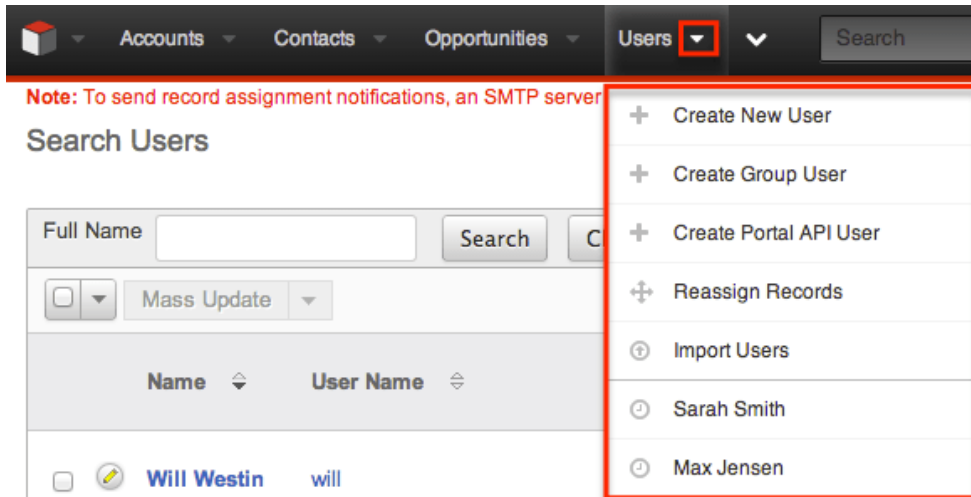 Accounts Contacts Opportunities Users Search
Note: To send record assignment notifications, an SMTP server
Search Users
Create New User
Create Group User
Create Portal API User
Reassign Records
Import Users
Sarah Smith
Max Jensen
Full Name Search
Mass Update
Name User Name
Will Westin will